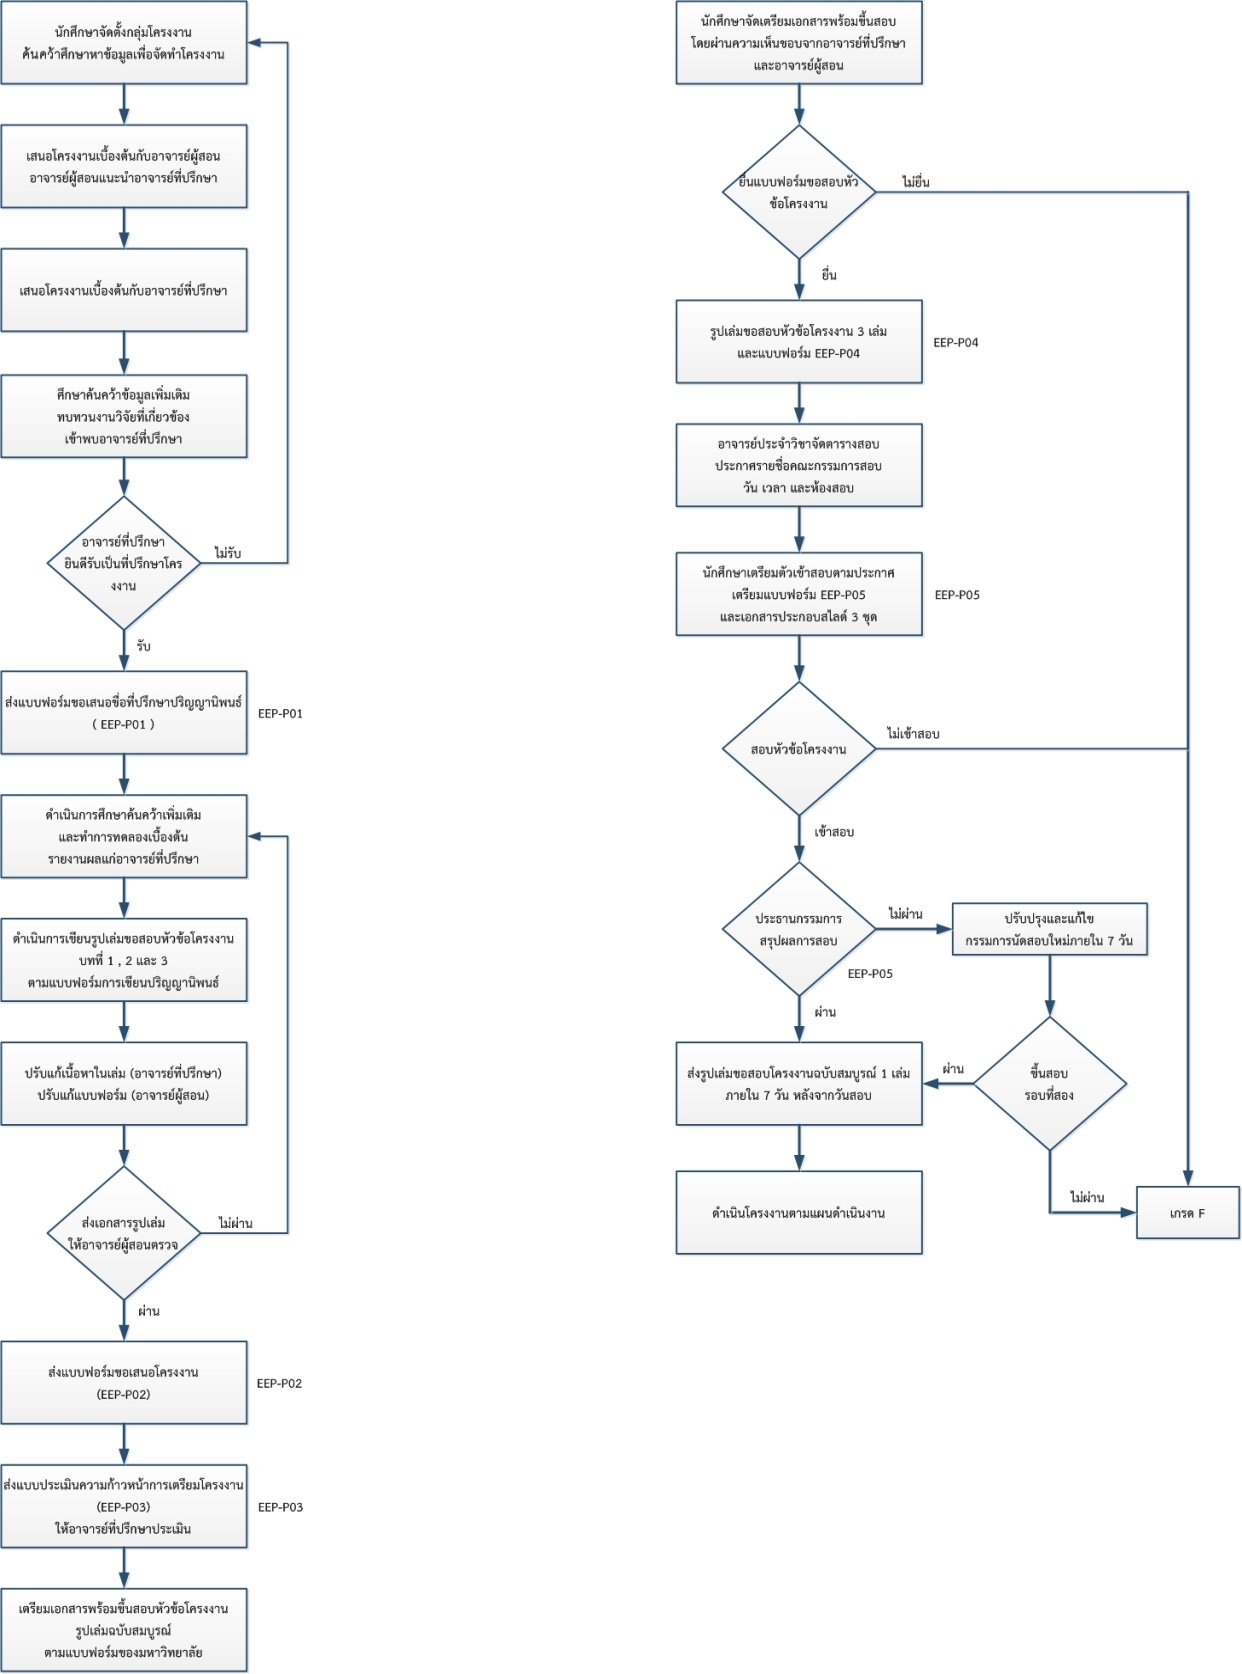 นักศึกษาจัดตั้งกลุ่มโครงงาน
ค้นคว้าศึกษาหาข้อมูลเพื่อจัดทำโครงงาน
เสนอโครงงานเบื้องต้นกับอาจารย์ผู้สอน
อาจารย์ผู้สอนแนะนำอาจารย์ที่ปรึกษา
เสนอโครงงานเบื้องต้นกับอาจารย์ที่ปรึกษา
ศึกษาค้นคว้าข้อมูลเพิ่มเติม
ทบทวนงานวิจัยที่เกี่ยวข้อง
เข้าพบอาจารย์ที่ปรึกษา
อาจารย์ที่ปรึกษา
ยินดีรับเป็นที่ปรึกษาโคร
งงาน
ไม่รับ
รับ
ส่งแบบฟอร์มขอเสนอชื่อที่ปรึกษาปริญญานิพนธ์
( EEP-P01 )
EEP-P01
ดำเนินการศึกษาค้นคว้าเพิ่มเติม
และทำการทดลองเบื้องต้น
รายงานผลแก่อาจารย์ที่ปรึกษา
ดำเนินการเขียนรูปเล่มขอสอบหัวข้อโครงงาน
บทที่ 1 , 2 และ 3
ตามแบบฟอร์มการเขียนปริญญานิพนธ์
ปรับแก้เนื้อหาในเล่ม (อาจารย์ที่ปรึกษา)
ปรับแก้แบบฟอร์ม (อาจารย์ผู้สอน)
ส่งเอกสารรูปเล่ม
ให้อาจารย์ผู้สอนตรวจ
ไม่ผ่าน
ผ่าน
ส่งแบบฟอร์มขอเสนอโครงงาน
(EEP-P02)
EEP-P02
ส่งแบบประเมินความก้าวหน้าการเตรียมโครงงาน
(EEP-P03)
ให้อาจารย์ที่ปรึกษาประเมิน
EEP-P03
เตรียมเอกสารพร้อมขึ้นสอบหัวข้อโครงงาน
รูปเล่มฉบับสมบูรณ์
ตามแบบฟอร์มของมหาวิทยาลัย
นักศึกษาจัดเตรียมเอกสารพร้อมขึ้นสอบ
โดยผ่านความเห็นชอบจากอาจารย์ที่ปรึกษา
และอาจารย์ผู้สอน
ยื่นแบบฟอร์มขอสอบหัว
ข้อโครงงาน
ไม่ยื่น
ยื่น
รูปเล่มขอสอบหัวข้อโครงงาน 3 เล่ม
และแบบฟอร์ม EEP-P04
EEP-P04
อาจารย์ประจำวิชาจัดตารางสอบ
ประกาศรายชื่อคณะกรรมการสอบ
วัน เวลา และห้องสอบ
นักศึกษาเตรียมตัวเข้าสอบตามประกาศ
เตรียมแบบฟอร์ม EEP-P05
และเอกสารประกอบสไลด์ 3 ชุด
EEP-P05
สอบหัวข้อโครงงาน
ไม่เข้าสอบ
เข้าสอบ
ประธานกรรมการ
สรุปผลการสอบ
ไม่ผ่าน
EEP-P05
ผ่าน
ปรับปรุงและแก้ไข
กรรมการนัดสอบใหม่ภายใน 7 วัน
ส่งรูปเล่มขอสอบโครงงานฉบับสมบูรณ์ 1 เล่ม
ภายใน 7 วัน หลังจากวันสอบ
ผ่าน
ขึ้นสอบ
รอบที่สอง
ไม่ผ่าน
เกรด F
ดำเนินโครงงานตามแผนดำเนินงาน